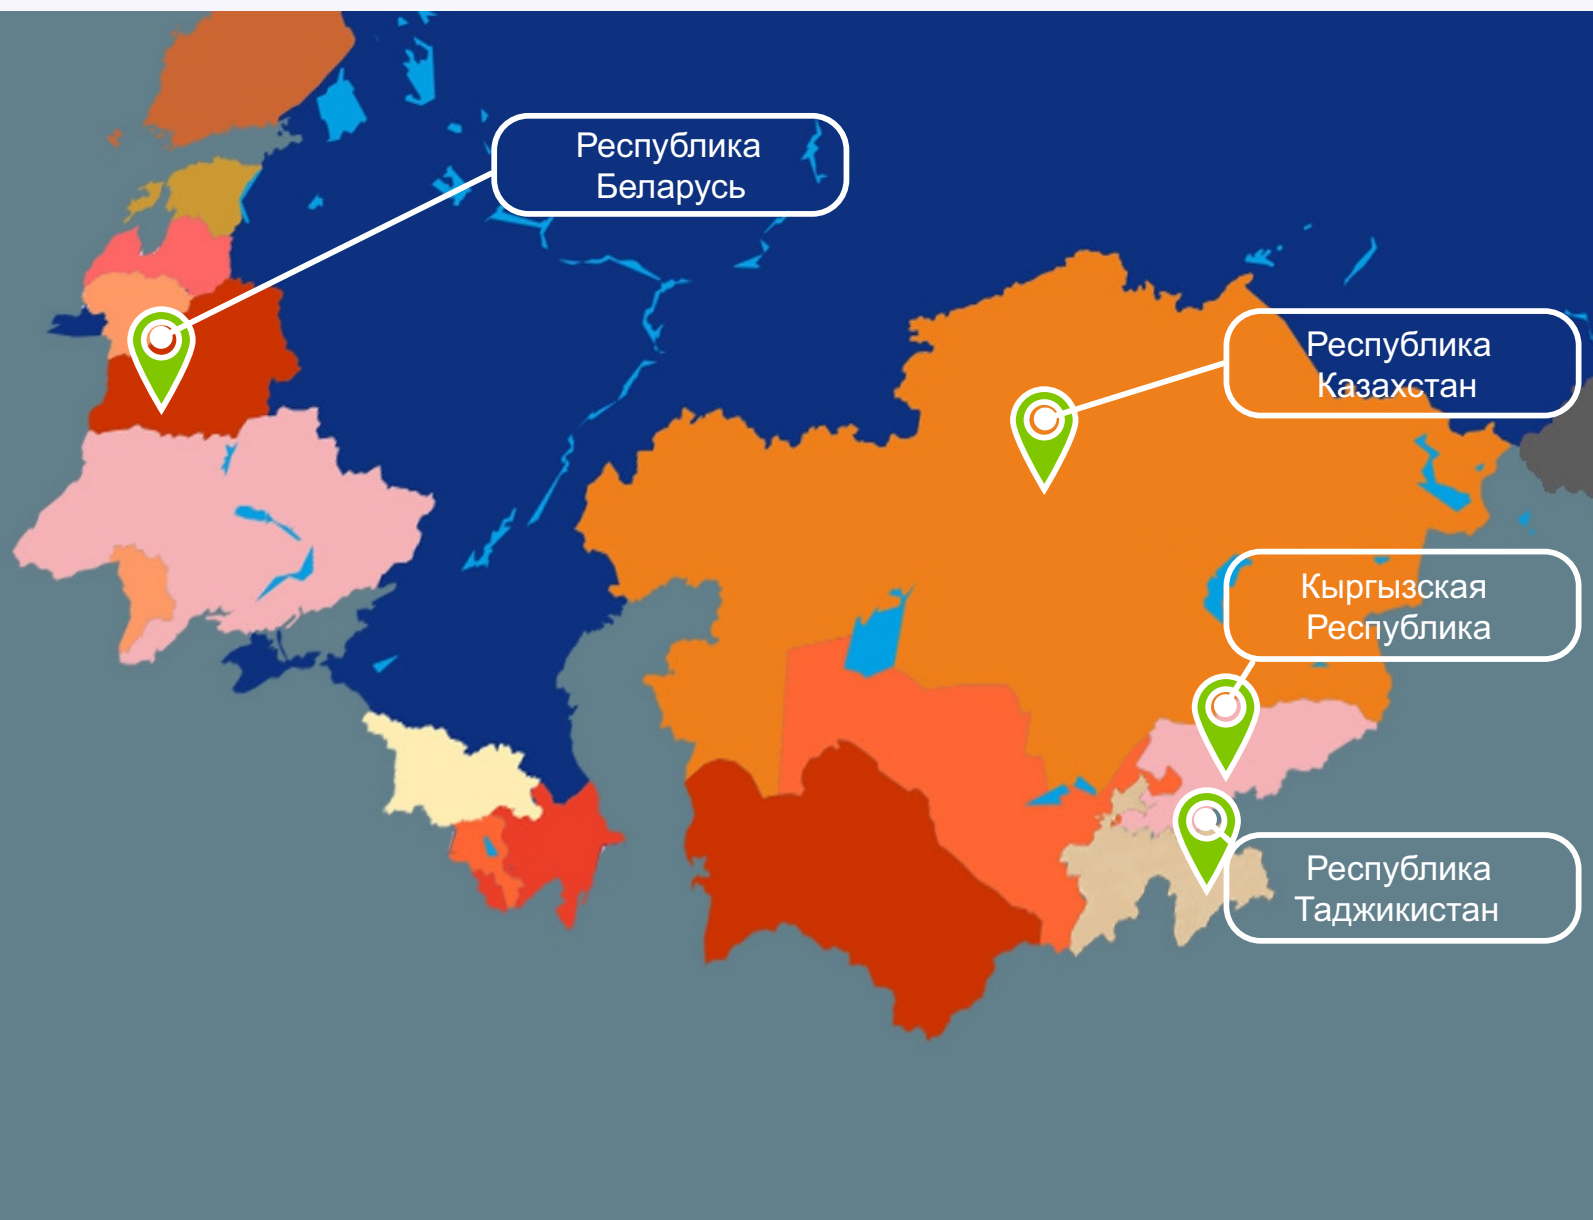 Республика
Беларусь
Республика
Казахстан
Кыргызская
Республика
Республика
Таджикистан